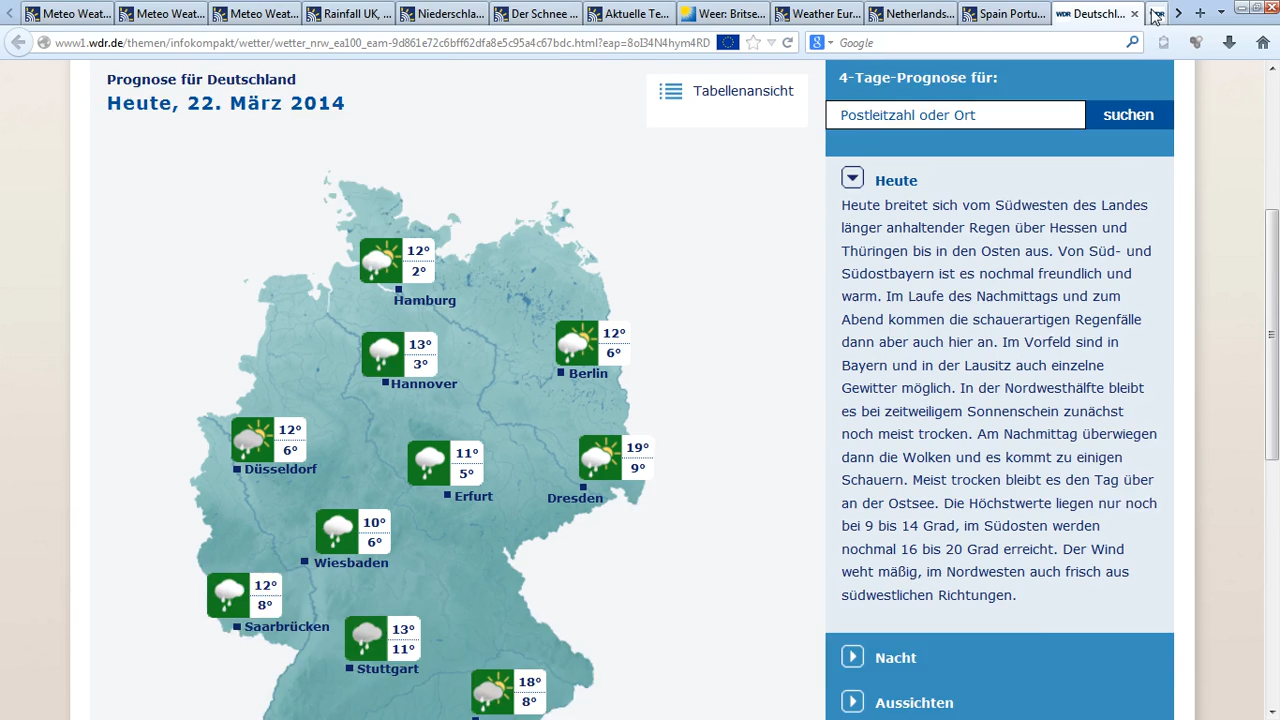 Meteo Weat...
Meteo Weat...
Meteo Weat...
Rainfall UK, ...
Niederschla...
Der Schnee ...
Aktuelle Te...
Weer: Britse...
Weather Eur...
Netherlands...
Spain Portu...
WDR Deutschl...
www1.wdr.de/themen/infokompakt/wetter/wetter_nrw_ea100_eam-9d861e72c6bff62dfa8e5c95a4c67bdc.html?eap=8oI34N4hym4RD
Google
Prognose für Deutschland
Heute, 22. März 2014
Tabellenansicht
12°
2°
Hamburg
13°
3°
Hannover
12°
6°
Berlin
12°
6°
Düsseldorf
11°
5°
Erfurt
19°
9°
Dresden
10°
6°
Wiesbaden
12°
8°
Saarbrücken
13°
11°
Stuttgart
18°
8°
4-Tage-Prognose für:
Postleitzahl oder Ort
suchen
Heute
Heute breitet sich vom Südwesten des Landes
länger anhaltender Regen über Hessen und
Thüringen bis in den Osten aus. Von Süd- und
Südostbayern ist es nochmal freundlich und
warm. Im Laufe des Nachmittags und zum
Abend kommen die schauerartigen Regenfälle
dann aber auch hier an. Im Vorfeld sind in
Bayern und in der Lausitz auch einzelne
Gewitter möglich. In der Nordwesthälfte bleibt
es bei zeitweiligem Sonnenschein zunächst
noch meist trocken. Am Nachmittag überwiegen
dann die Wolken und es kommt zu einigen
Schauern. Meist trocken bleibt es den Tag über
an der Ostsee. Die Höchstwerte liegen nur noch
bei 9 bis 14 Grad, im Südosten werden
nochmal 16 bis 20 Grad erreicht. Der Wind
weht mäßig, im Nordwesten auch frisch aus
südwestlichen Richtungen.
Nacht
Aussichten